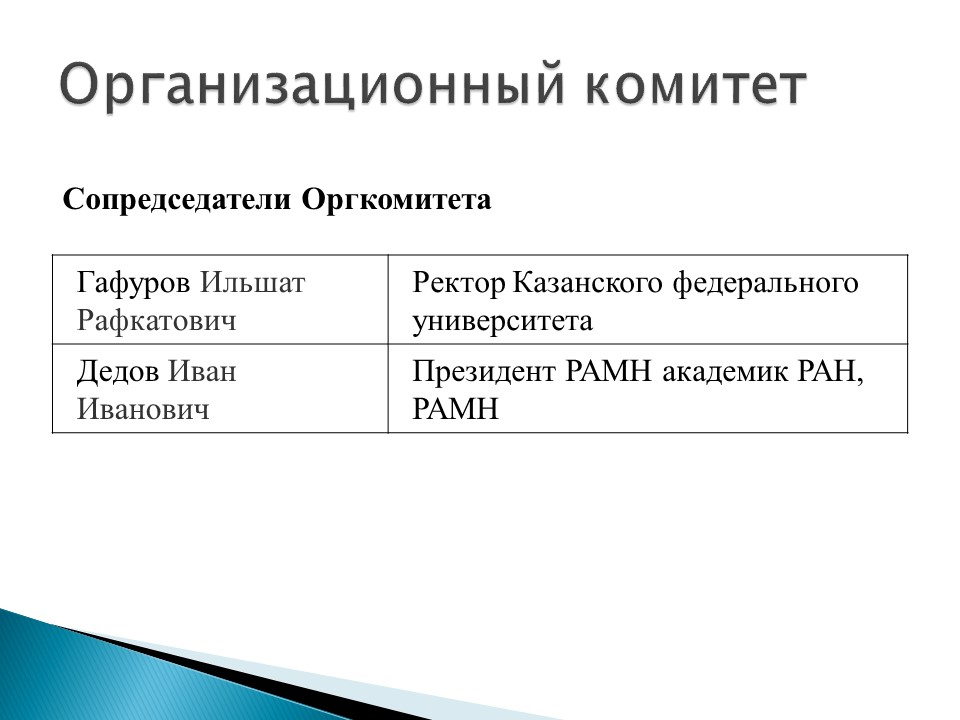 Организационный комитет
Сопредседатели Оргкомитета
Гафуров Ильшат
Рафкатович
Ректор Казанского федерального
университета
Дедов Иван
Иванович
Президент РАМН академик РАН,
РАМН